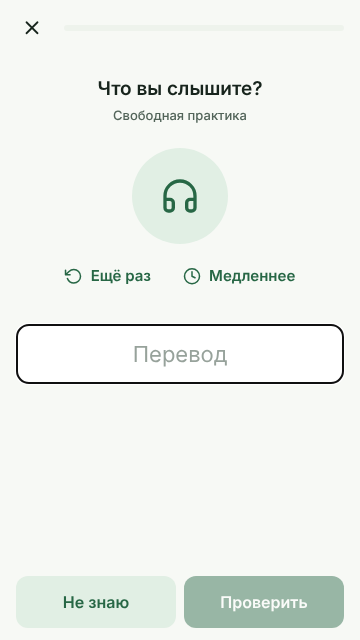 Что вы слышите?
Свободная практика
Ещё раз
Медленнее
Перевод
Не знаю
Проверить